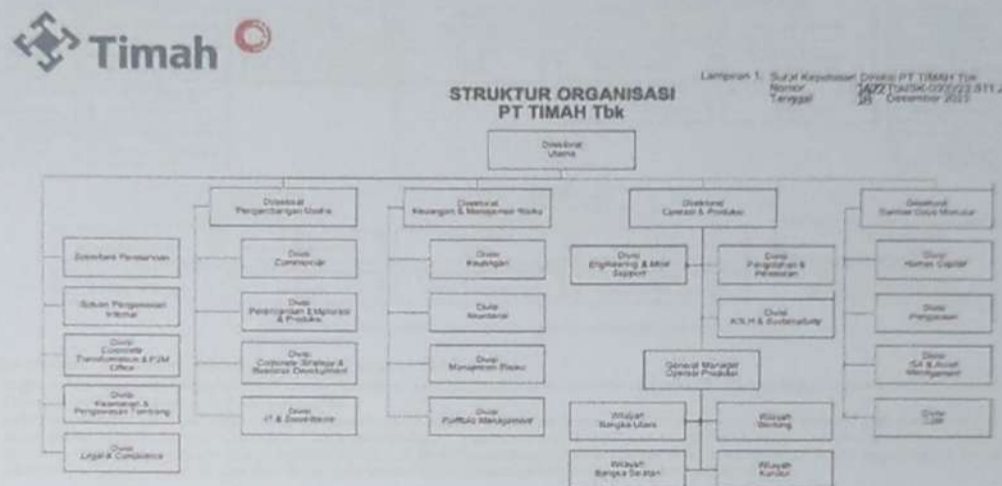 Timah
Lampiran 1. Surat Keputusan Direksi PT TIMAH Tbk
Nomor
Tanggal Desember
STRUKTUR ORGANISASI
PT TIMAH Tbk
Direktorat
Utama
Direktorat
Pengembangan Usaha
Direktorat
Keuangan & Manajemen Risiko
Direktorat
Operasi & Produksi
Direktorat
Sumber Daya Manusia
Sekretaris Perusahaan
Divisi
Commercial
Divisi
Keuangan
Divisi
Engineering & Mine
Support
Divisi
Pengolahan &
Peleburan
Divisi
Human Capital
Satuan Pengawasan
Internal
Divisi
Perencanaan Eksplorasi
& Produksi
Divisi
Akuntansi
Divisi
Divisi
Pengadaan
Divisi
Corporate
Transformation &
Office
Divisi
Corporate Strategy &
Business Development
Divisi
Manajemen Risiko
General Manager
Operasi Produksi
Divisi
& Asset
Management
Divisi
Keamanan &
Pengawasan Tambang
Divisi
IT &
Divisi
Portfolio Management
Wilayah
Bangka Utara
Wilayah
Belitung
Divisi
Divisi
Legal & Compliance
Wilayah
Bangka Selatan
Wilayah
Kundur